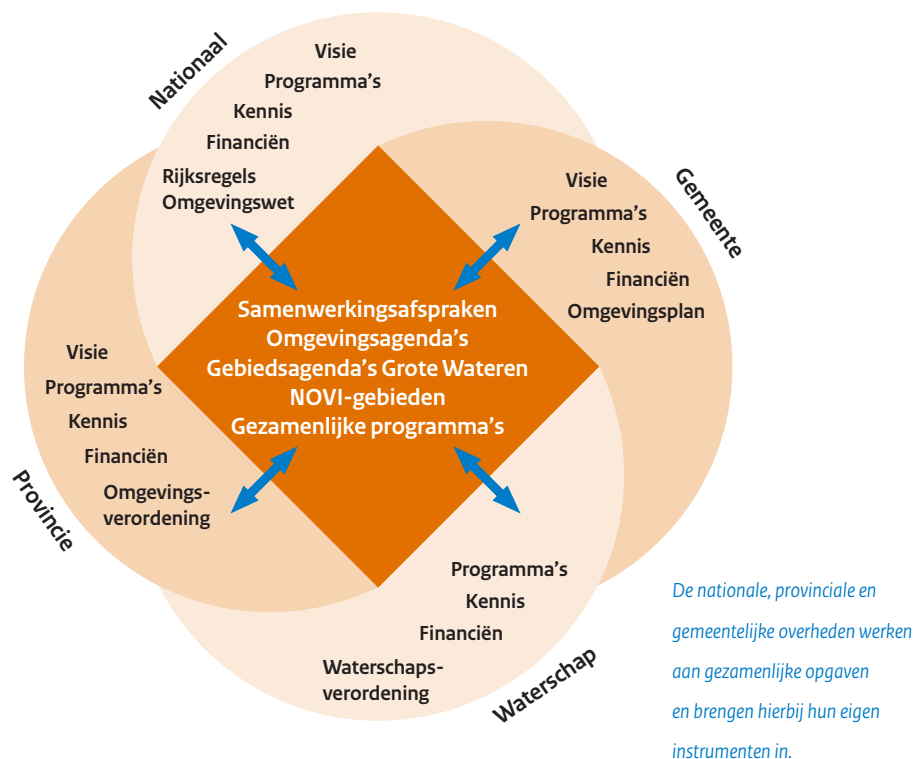 Nationaal
Visie
Programma's
Kennis
Financiën
Rijksregels
Omgevingswet
Gemeente
Visie
Programma's
Kennis
Financiën
Omgevingsplan
Samenwerkingsafspraken
Omgevingsagenda's
Gebiedsagenda's Grote Wateren
NOVI-gebieden
Gezamenlijke programma's
Provincie
Visie
Programma's
Kennis
Financiën
Omgevings-
verordening
Waterschap
Programma's
Kennis
Financiën
Waterschaps-
verordening
De nationale, provinciale en
gemeentelijke overheden werken
aan gezamenlijke opgaven
en brengen hierbij hun eigen
instrumenten in.